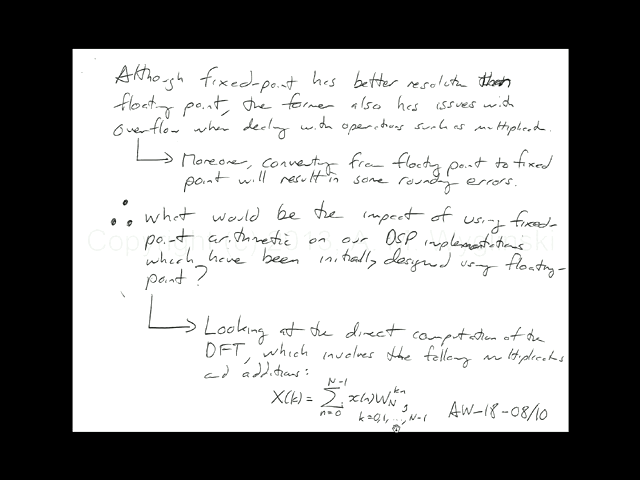 Although fixed-point has better resolution than
floating point, the former also has issues with
overflow when dealing with operations such as multiplication.
Moreover, converting from floating point to fixed
point will result in some rounding errors.
∴ What would be the impact of using fixed-
point arithmetic on our DSP implementations
which have been initially designed using floating-
point?
Looking at the direct computation of the
DFT, which involves the following multiplications
and additions:
X(k) = Σ_{n=0}^{N-1} x(n)W_N^{kn}, k=0,1,...,N-1
AW-18-08/10